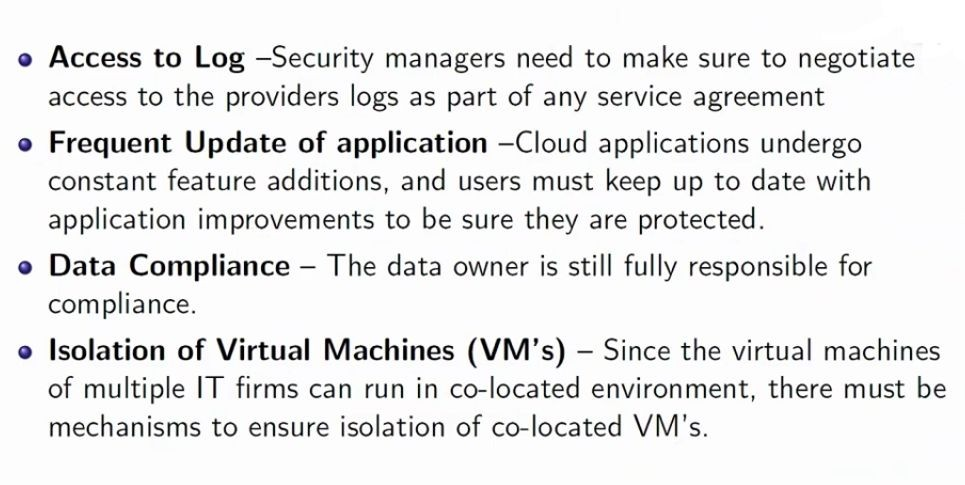 • Access to Log –Security managers need to make sure to negotiate
access to the providers logs as part of any service agreement
• Frequent Update of application –Cloud applications undergo
constant feature additions, and users must keep up to date with
application improvements to be sure they are protected.
• Data Compliance – The data owner is still fully responsible for
compliance.
• Isolation of Virtual Machines (VM's) – Since the virtual machines
of multiple IT firms can run in co-located environment, there must be
mechanisms to ensure isolation of co-located VM's.